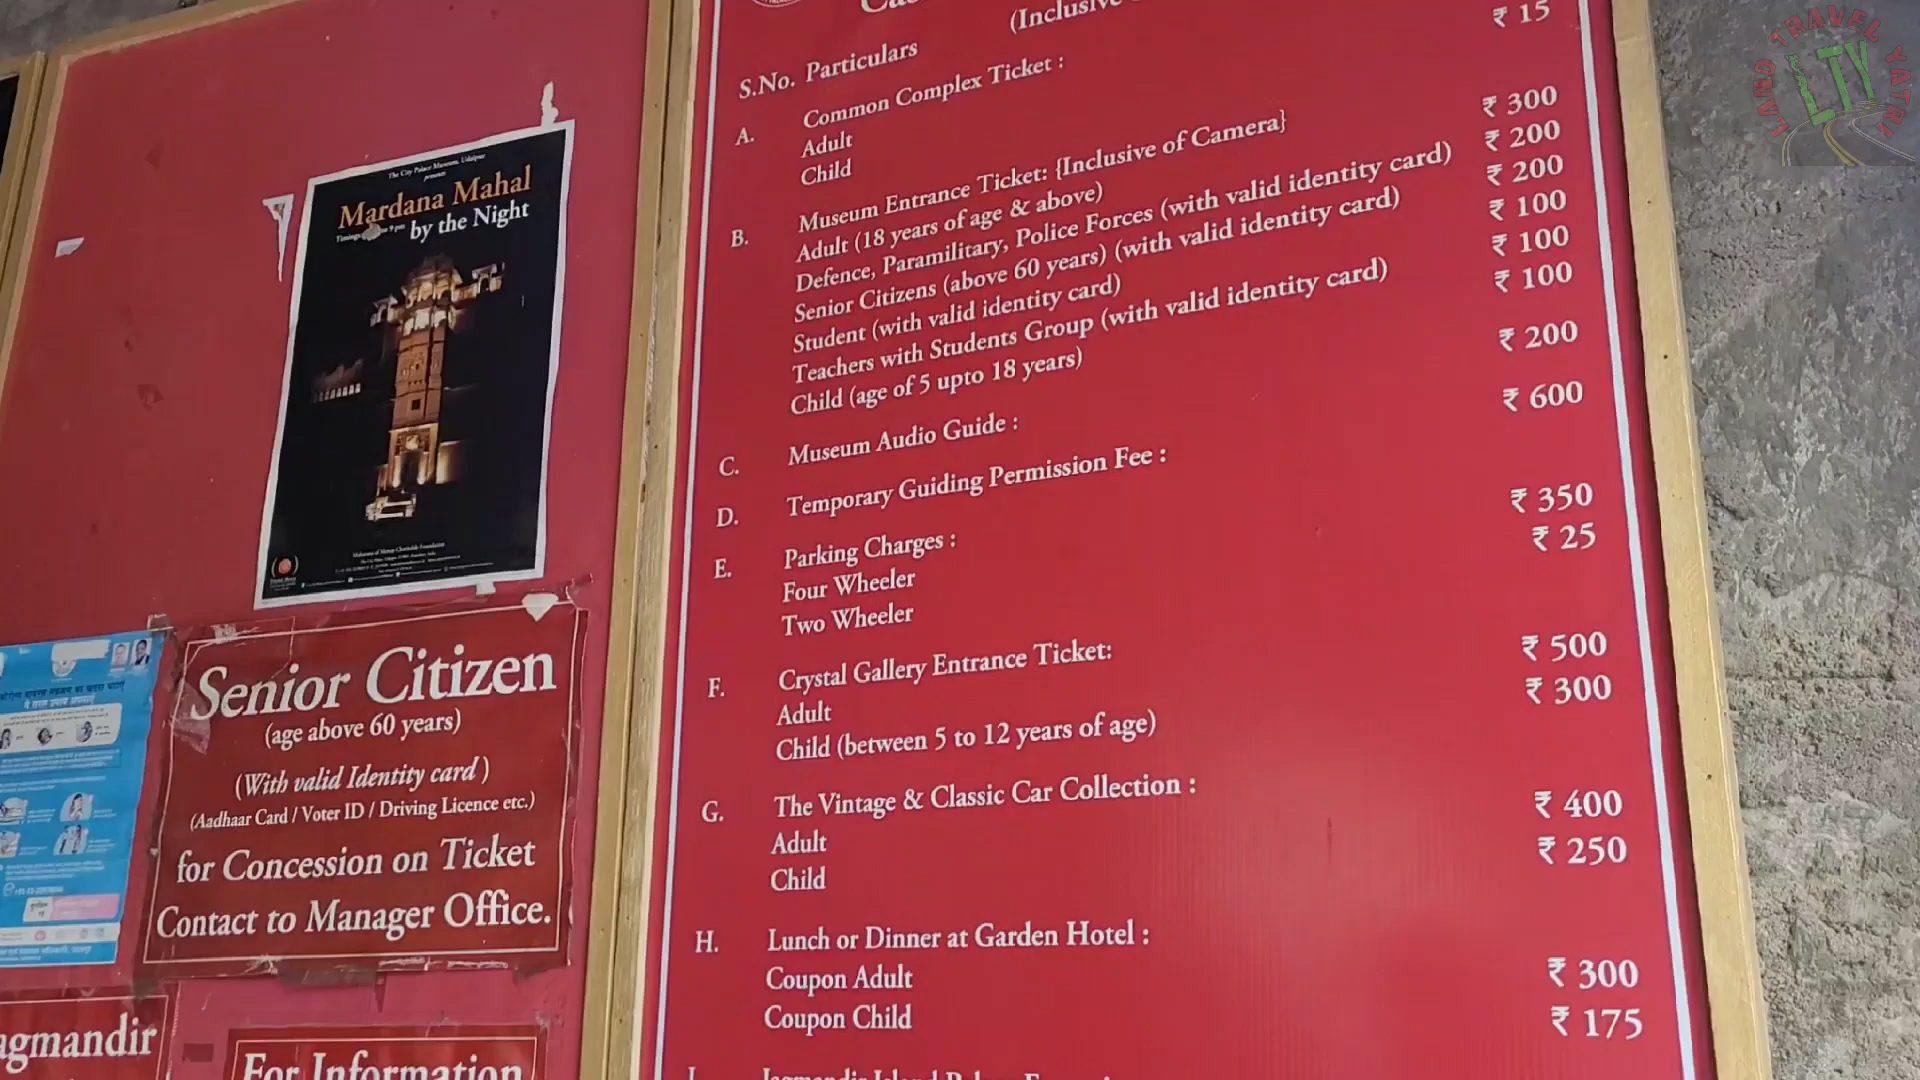 The City Palace Museum, Udaipur
presents
Mardana Mahal
by the Night
Senior Citizen
(age above 60 years)
(With valid Identity card )
(Aadhaar Card / Voter ID / Driving Licence etc.)
for Concession on Ticket
Contact to Manager Office.
agmandir
For Information
(Inclusive
S.No. Particulars
A. Common Complex Ticket :
Adult
Child ₹ 15
B. Museum Entrance Ticket: {Inclusive of Camera}
Adult (18 years of age & above) ₹ 300
Defence, Paramilitary, Police Forces (with valid identity card) ₹ 200
Senior Citizens (above 60 years) (with valid identity card) ₹ 200
Student (with valid identity card) ₹ 100
Teachers with Students Group (with valid identity card) ₹ 100
Child (age of 5 upto 18 years) ₹ 100
C. Museum Audio Guide : ₹ 200
D. Temporary Guiding Permission Fee : ₹ 600
E. Parking Charges :
Four Wheeler ₹ 350
Two Wheeler ₹ 25
F. Crystal Gallery Entrance Ticket:
Adult ₹ 500
Child (between 5 to 12 years of age) ₹ 300
G. The Vintage & Classic Car Collection :
Adult ₹ 400
Child ₹ 250
H. Lunch or Dinner at Garden Hotel :
Coupon Adult ₹ 300
Coupon Child ₹ 175
LAMG TRAVEL YATRY
LTY